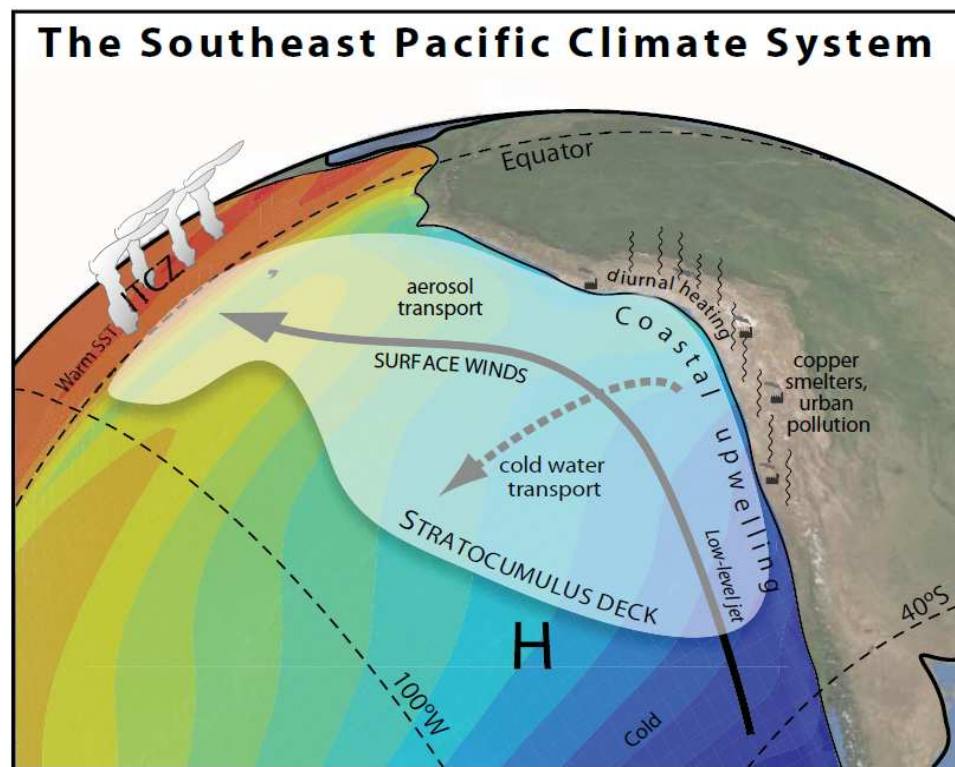 The Southeast Pacific Climate System
Equator
ITCZ
Warm SST
diurnal heating
aerosol
transport
SURFACE WINDS
Coastal upwelling
copper
smelters,
urban
pollution
cold water
transport
STRATOCUMULUS DECK
Low-level jet
H
40°S
100°W
Cold